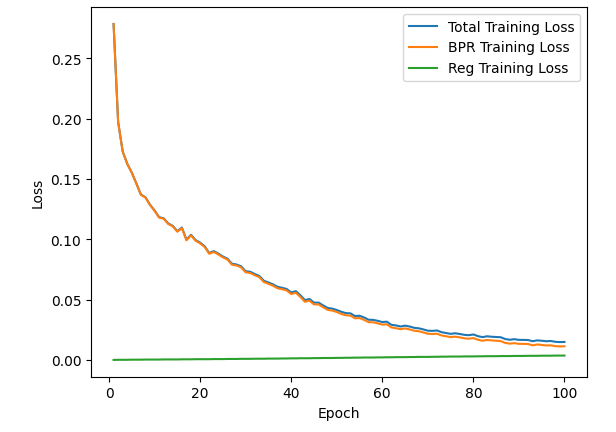 Total Training Loss
BPR Training Loss
Reg Training Loss
Loss
0.25
0.20
0.15
0.10
0.05
0.00
0 20 40 60 80 100
Epoch